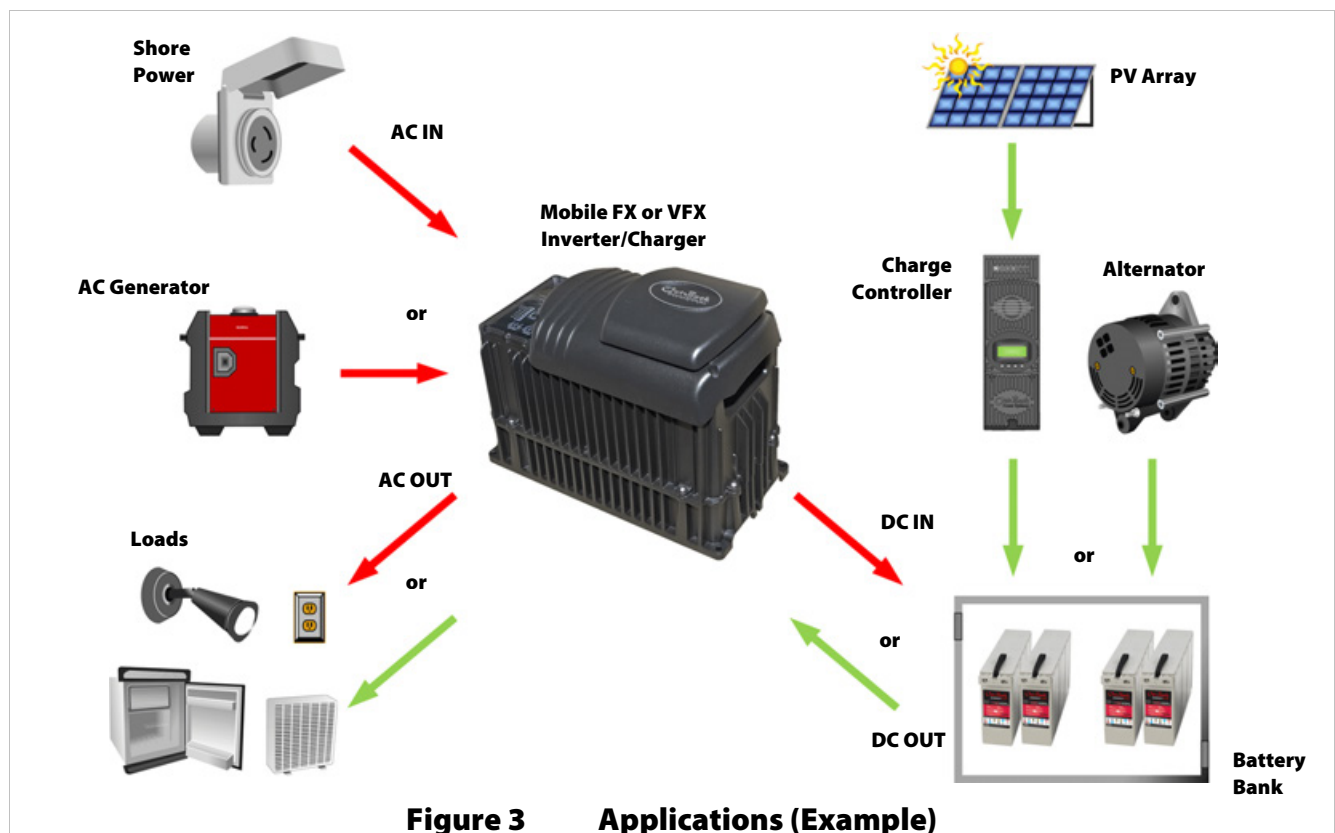 Shore
Power
AC IN
PV Array
Mobile FX or VFX
Inverter/Charger
AC Generator
or
Charge
Controller
Alternator
AC OUT
Loads
or
DC IN
or
or
DC OUT
Battery
Bank
Figure 3 Applications (Example)